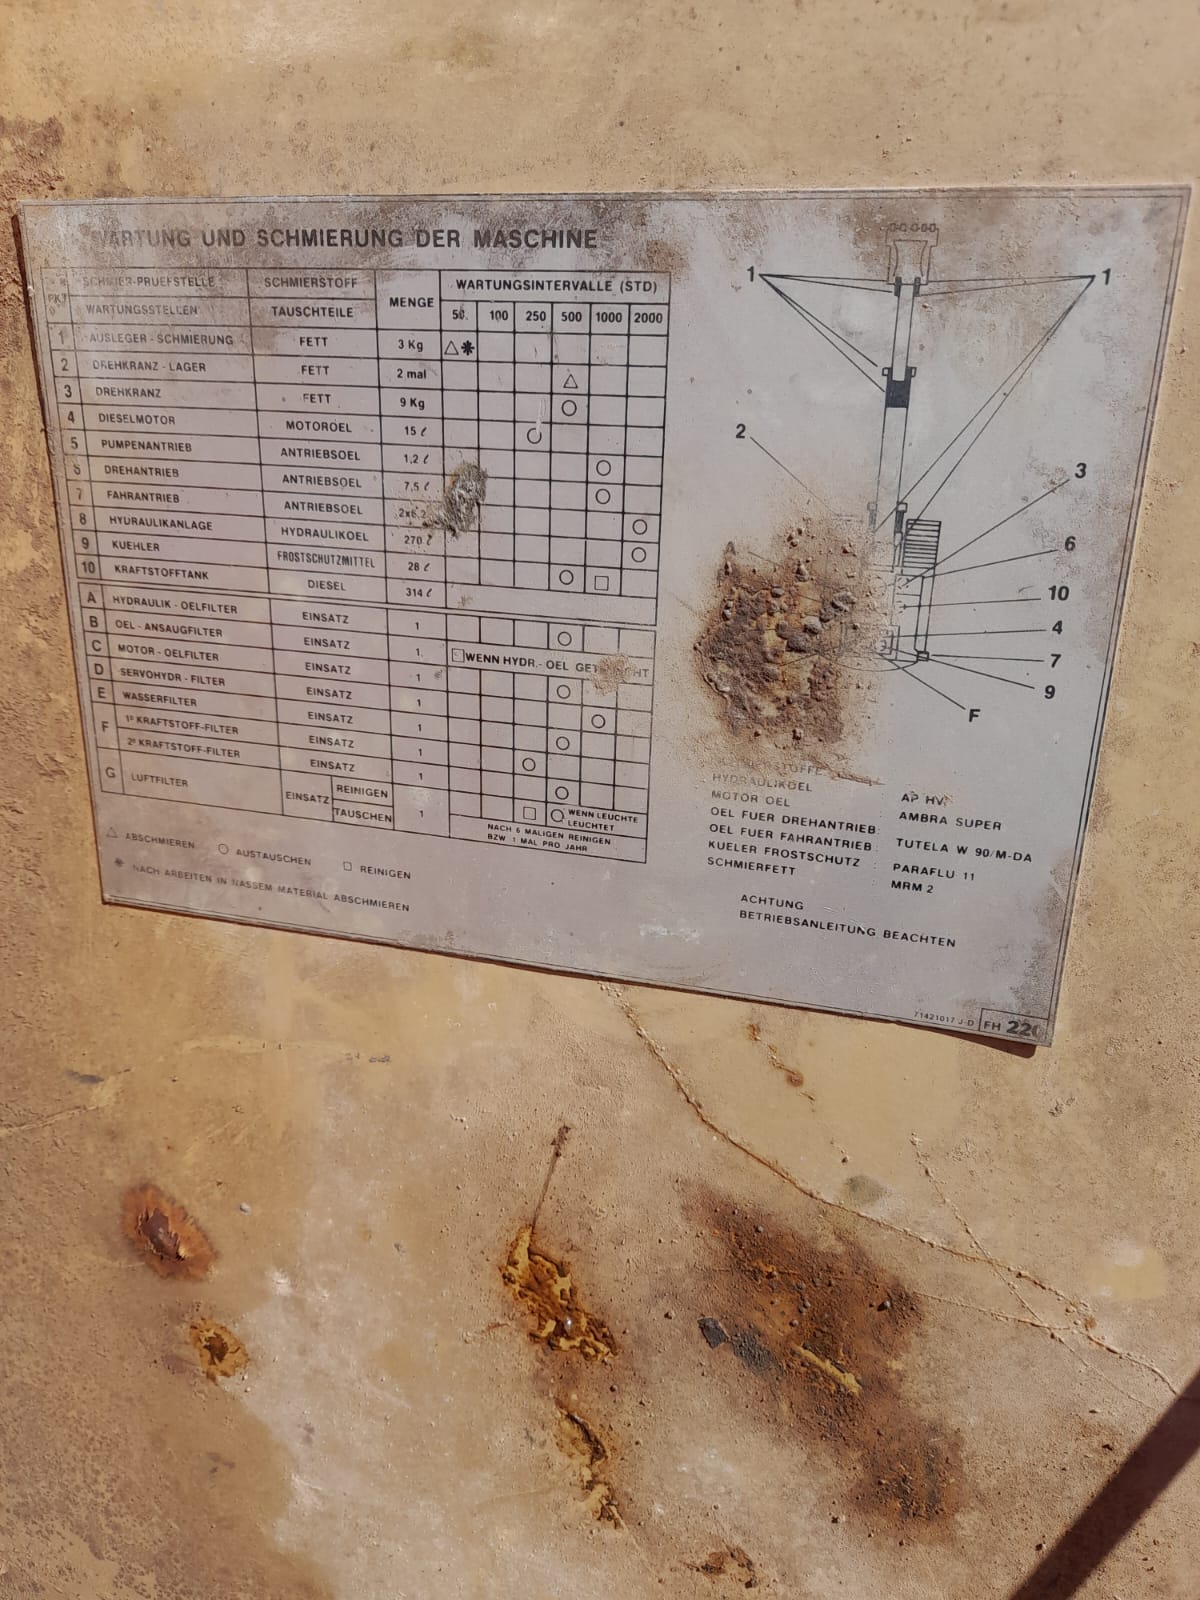 WARTUNG UND SCHMIERUNG DER MASCHINE
PKT SCHMIER-PRUEFSTELLE SCHMIERSTOFF MENGE WARTUNGSINTERVALLE (STD)
WARTUNGSSTELLEN TAUSCHTEILE 50 100 250 500 1000 2000
1 AUSLEGER - SCHMIERUNG FETT 3 Kg △✱
2 DREHKRANZ - LAGER FETT 2 mal △
3 DREHKRANZ FETT 9 Kg ○
4 DIESELMOTOR MOTOROEL 15 ℓ ○
5 PUMPENANTRIEB ANTRIEBSOEL 1,2 ℓ ○
6 DREHANTRIEB ANTRIEBSOEL 7,5 ℓ ○
7 FAHRANTRIEB ANTRIEBSOEL ○
8 HYDRAULIKANLAGE HYDRAULIKOEL 270 ℓ ○
9 KUEHLER FROSTSCHUTZMITTEL 28 ℓ ○ □
10 KRAFTSTOFFTANK DIESEL 314 ℓ
A HYDRAULIK - OELFILTER EINSATZ 1 ○
B OEL - ANSAUGFILTER EINSATZ 1 □ WENN HYDR.- OEL
C MOTOR - OELFILTER EINSATZ 1 ○
D SERVOHYDR - FILTER EINSATZ 1 ○
E WASSERFILTER EINSATZ 1 ○
F 1º KRAFTSTOFF-FILTER EINSATZ 1 ○
2º KRAFTSTOFF-FILTER EINSATZ 1 ○
G LUFTFILTER EINSATZ REINIGEN 1 □ ○ WENN LEUCHTE LEUCHTET
TAUSCHEN NACH 6 MALIGEN REINIGEN
BZW 1 MAL PRO JAHR
△ ABSCHMIEREN ○ AUSTAUSCHEN □ REINIGEN
✱ NACH ARBEITEN IN NASSEM MATERIAL ABSCHMIEREN
1 1
2
3
A
6
10
4
7
9
F
HYDRAULIKOEL : AP HV
MOTOR OEL : AMBRA SUPER
OEL FUER DREHANTRIEB:
OEL FUER FAHRANTRIEB: TUTELA W 90/M-DA
KUELER FROSTSCHUTZ : PARAFLU 11
SCHMIERFETT : MRM 2
ACHTUNG
BETRIEBSANLEITUNG BEACHTEN
71421017 J-D FH 220